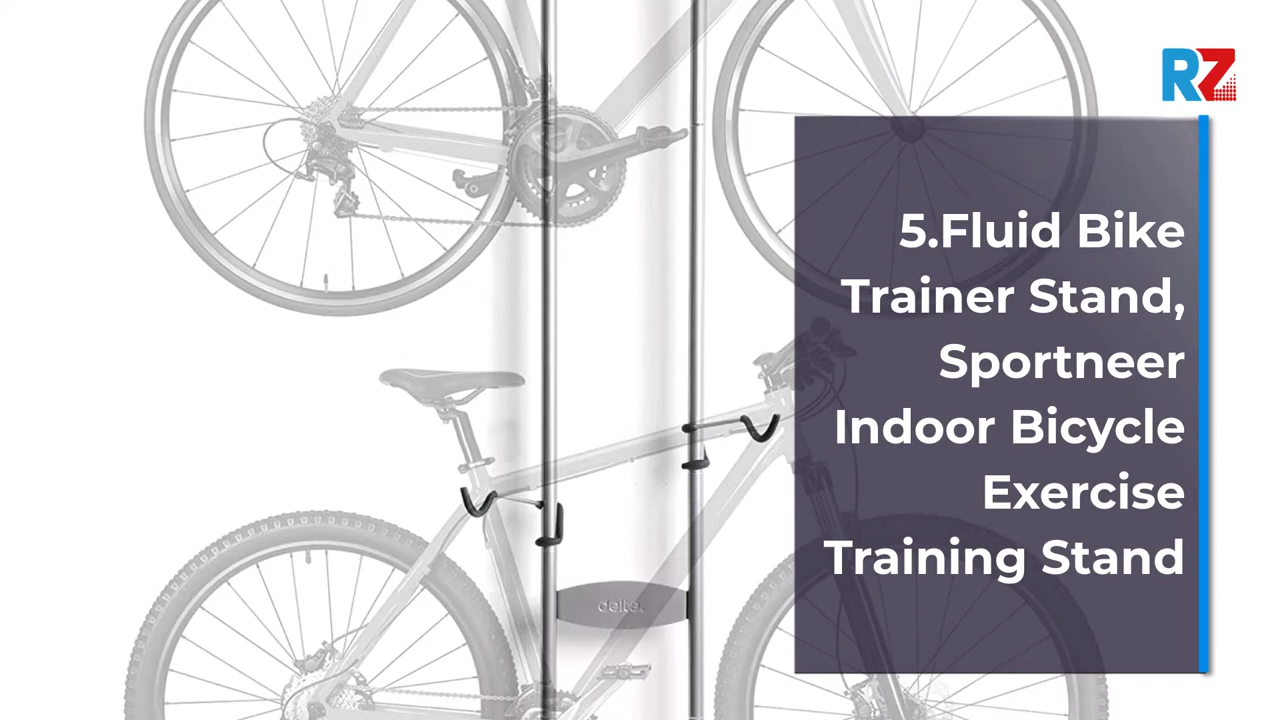 RZ
5.Fluid Bike
Trainer Stand,
Sportneer
Indoor Bicycle
Exercise
Training Stand
delta